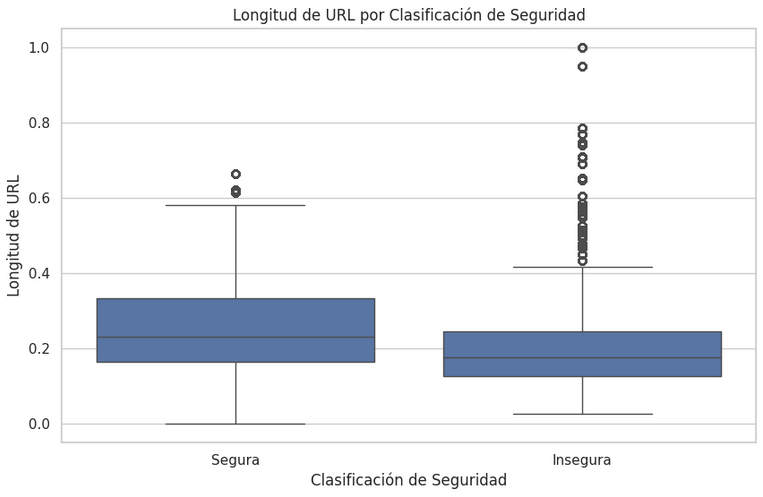 Longitud de URL por Clasificación de Seguridad
1.0
0.8
0.6
0.4
0.2
0.0
Longitud de URL
Segura
Insegura
Clasificación de Seguridad